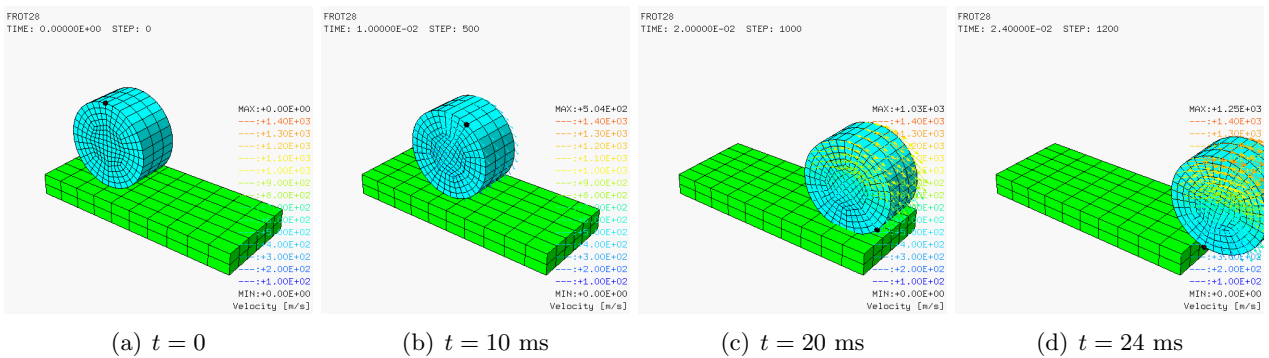 FROT28
TIME: 0.00000E+00 STEP: 0
MAX:+0.00E+00
---:+1.40E+03
---:+1.30E+03
---:+1.20E+03
---:+1.10E+03
---:+1.00E+03
---:+9.00E+02
---:+8.00E+02
---:+4.00E+02
---:+3.00E+02
---:+2.00E+02
---:+1.00E+02
MIN:+0.00E+00
Velocity [m/s]
(a) t = 0
FROT28
TIME: 1.00000E-02 STEP: 500
MAX:+5.04E+02
---:+1.40E+03
---:+1.30E+03
---:+1.20E+03
---:+1.10E+03
---:+1.00E+03
---:+9.00E+02
---:+8.00E+02
---:+4.00E+02
---:+3.00E+02
---:+2.00E+02
---:+1.00E+02
MIN:+0.00E+00
Velocity [m/s]
(b) t = 10 ms
FROT28
TIME: 2.00000E-02 STEP: 1000
MAX:+1.03E+03
---:+1.40E+03
---:+1.30E+03
---:+4.00E+02
---:+3.00E+02
---:+2.00E+02
---:+1.00E+02
MIN:+0.00E+00
Velocity [m/s]
(c) t = 20 ms
FROT28
TIME: 2.40000E-02 STEP: 1200
MAX:+1.25E+03
---:+1.40E+03
---:+2.00E+02
---:+1.00E+02
MIN:+0.00E+00
Velocity [m/s]
(d) t = 24 ms